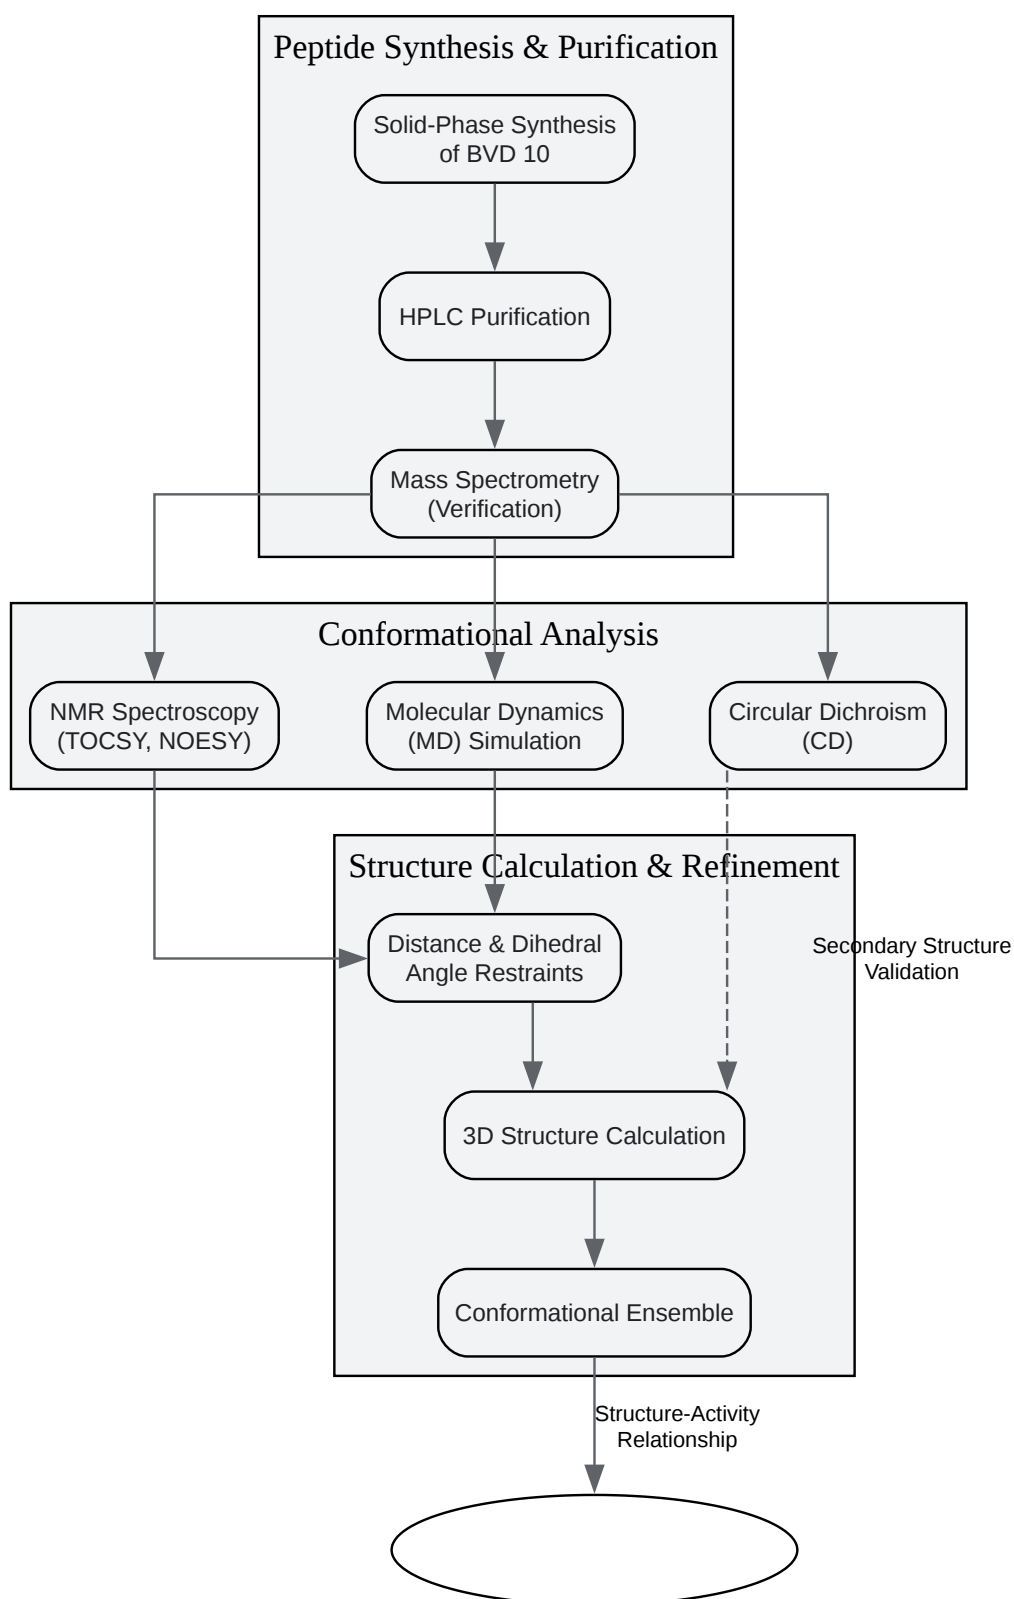 Peptide Synthesis & Purification
Solid-Phase Synthesis
of BVD 10
HPLC Purification
Mass Spectrometry
(Verification)
Conformational Analysis
NMR Spectroscopy
(TOCSY, NOESY)
Molecular Dynamics
(MD) Simulation
Circular Dichroism
(CD)
Structure Calculation & Refinement
Distance & Dihedral
Angle Restraints
Secondary Structure
Validation
3D Structure Calculation
Conformational Ensemble
Structure-Activity
Relationship